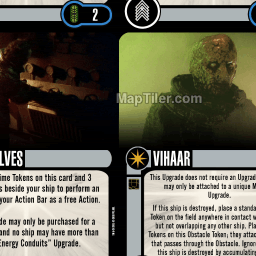 2
MapTiler.com
LVES
ime Tokens on this card and 3
s beside your ship to perform an
your Action Bar as a free Action.
de may only be purchased for a
and no ship may have more than
Energy Conduits" Upgrade.
VIHAAR
This Upgrade does not require an Upgrad
may only be attached to a unique M
Upgrade.
If this ship is destroyed, place a standa
Token on the field anywhere in contact w
but not overlapping any other ship. Pla
Tokens on this Obstacle Token; they attac
that passes through the Obstacle. Ignor
this ship is destroyed by accumulating